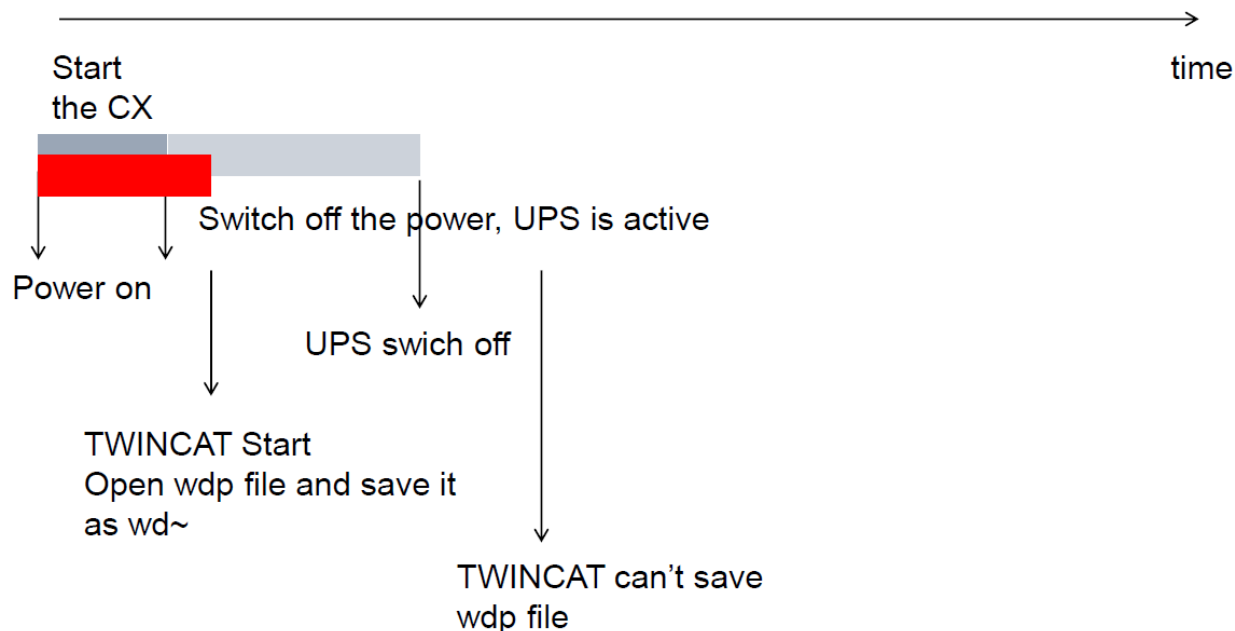 Start
the CX
time
Switch off the power, UPS is active
Power on
UPS swich off
TWINCAT Start
Open wdp file and save it
as wd~
TWINCAT can't save
wdp file